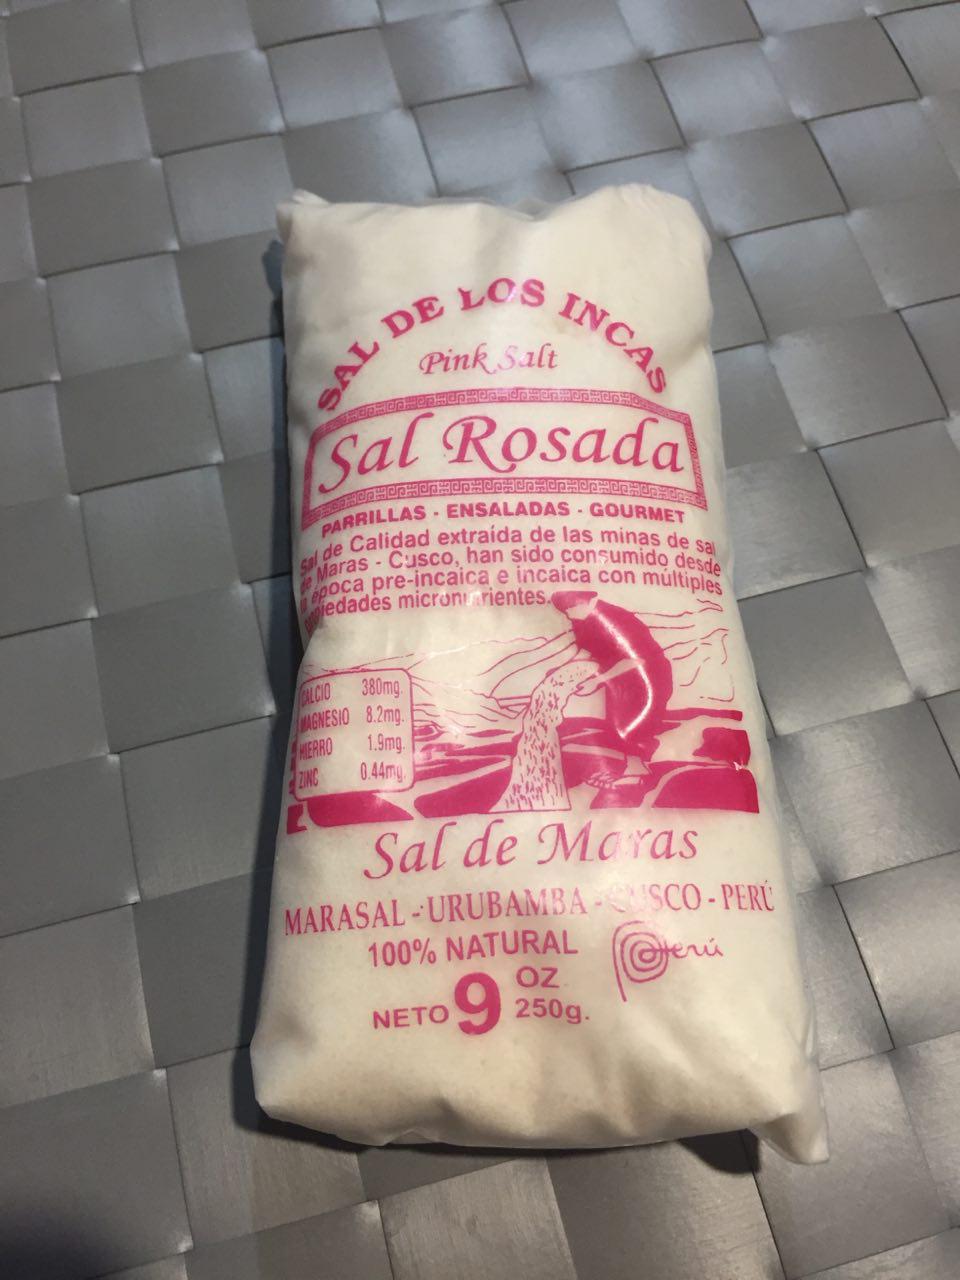 SAL DE LOS INCAS
Pink Salt
Sal Rosada
PARRILLAS - ENSALADAS - GOURMET
Sal de Calidad extraída de las minas de sal
de Maras - Cusco, han sido consumido desde
la época pre-incaica e incaica con múltiples
propiedades micronutrientes.
CALCIO 380mg.
MAGNESIO 8.2mg.
HIERRO 1.9mg.
ZINC 0.44mg.
Sal de Maras
MARASAL - URUBAMBA - CUSCO - PERÚ
100% NATURAL
Perú
NETO 9 OZ
250g.